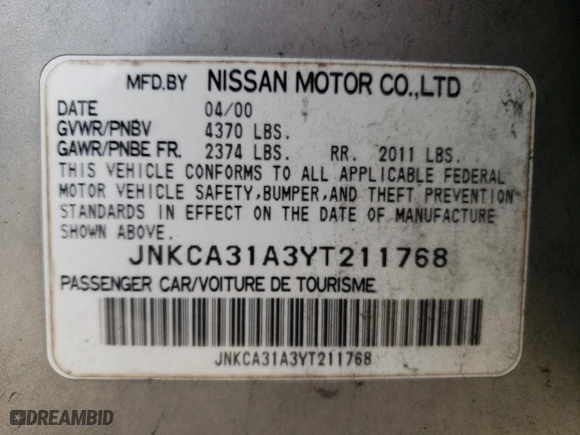 MFD.BY NISSAN MOTOR CO.,LTD
DATE 04/00
GVWR/PNBV 4370 LBS.
GAWR/PNBE FR. 2374 LBS. RR. 2011 LBS.
THIS VEHICLE CONFORMS TO ALL APPLICABLE FEDERAL
MOTOR VEHICLE SAFETY,BUMPER,AND THEFT PREVENTION
STANDARDS IN EFFECT ON THE DATE OF MANUFACTURE
SHOWN ABOVE.
JNKCA31A3YT211768
PASSENGER CAR/VOITURE DE TOURISME
JNKCA31A3YT211768
DREAMBID